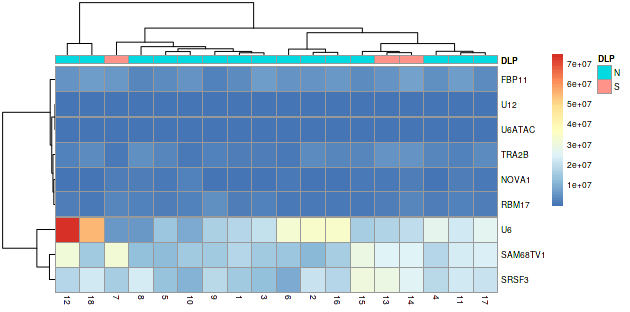 DLP
FBP11
U12
U6ATAC
TRA2B
NOVA1
RBM17
U6
SAM68TV1
SRSF3
12 18 7 8 5 10 9 1 3 6 2 16 15 13 14 4 11 17
7e+07
6e+07
5e+07
4e+07
3e+07
2e+07
1e+07
DLP
N
S